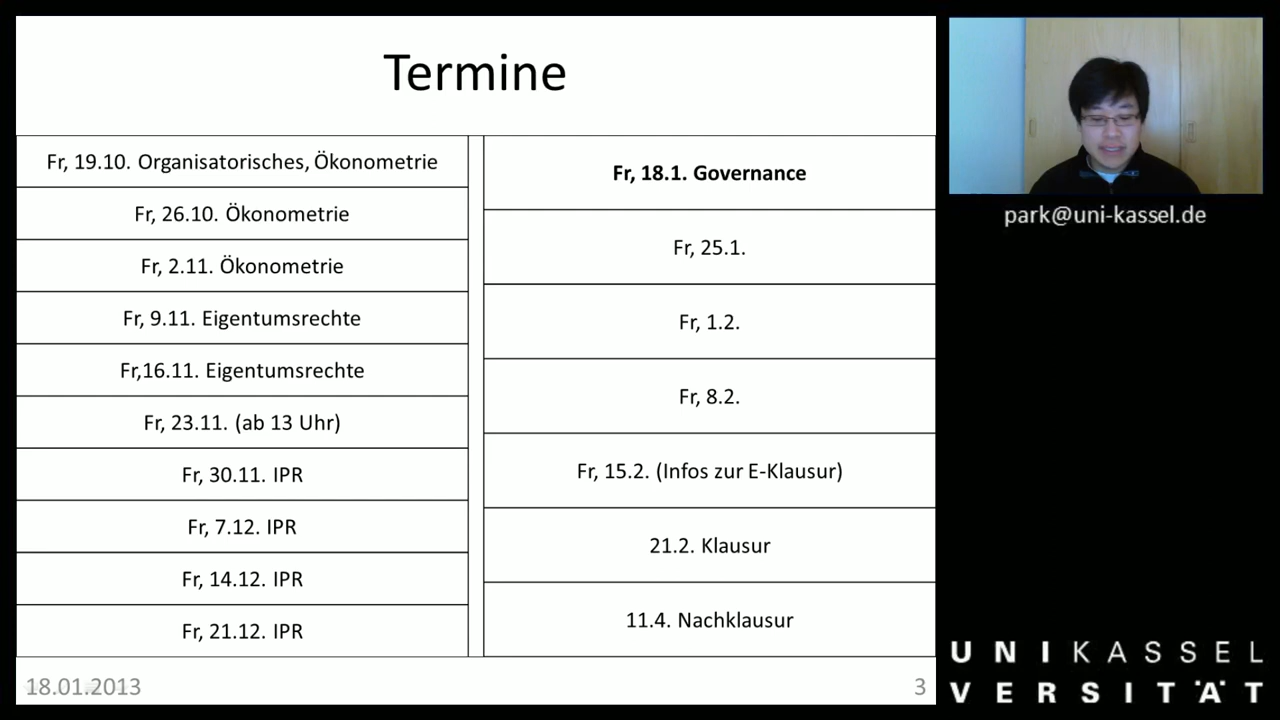 Termine
Fr, 19.10. Organisatorisches, Ökonometrie
Fr, 26.10. Ökonometrie
Fr, 2.11. Ökonometrie
Fr, 9.11. Eigentumsrechte
Fr,16.11. Eigentumsrechte
Fr, 23.11. (ab 13 Uhr)
Fr, 30.11. IPR
Fr, 7.12. IPR
Fr, 14.12. IPR
Fr, 21.12. IPR
Fr, 18.1. Governance
Fr, 25.1.
Fr, 1.2.
Fr, 8.2.
Fr, 15.2. (Infos zur E-Klausur)
21.2. Klausur
11.4. Nachklausur
18.01.2013
3
park@uni-kassel.de
UNIKASSEL
VERSITÄT